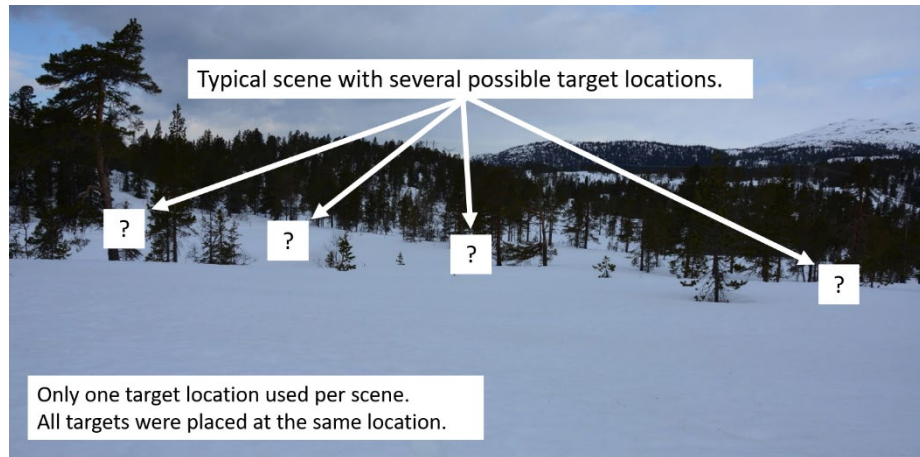 Typical scene with several possible target locations.
?
?
?
?
Only one target location used per scene.
All targets were placed at the same location.